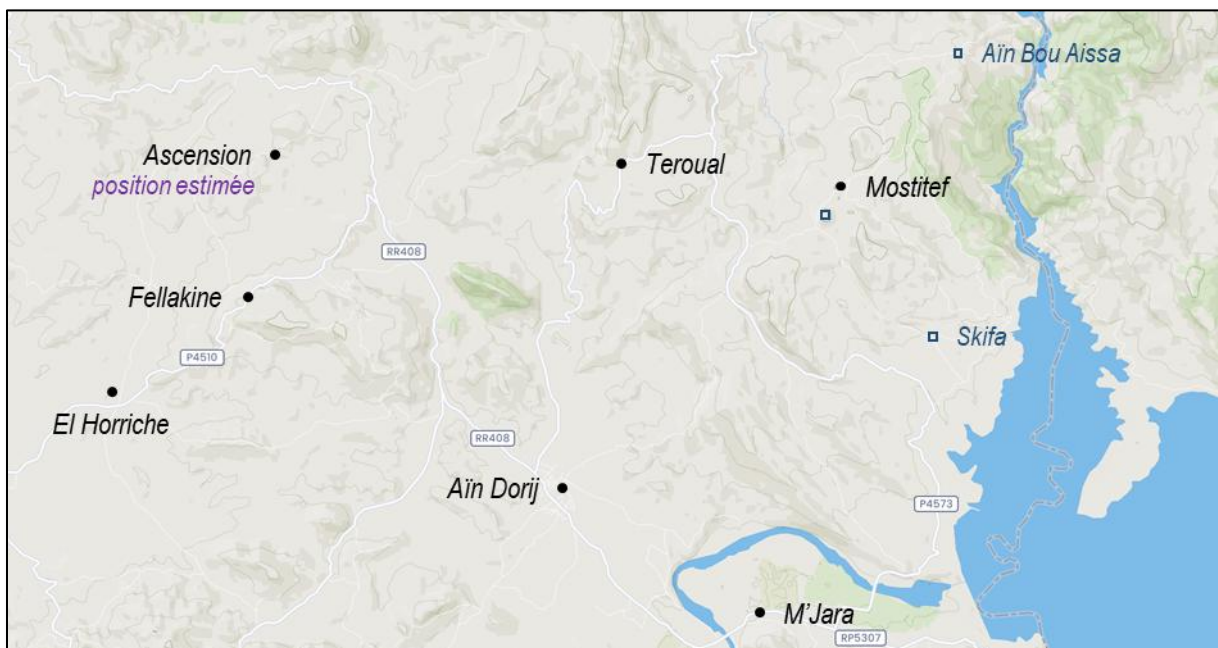 Aïn Bou Aissa
Ascension
position estimée
Teroual
Mostitef
RR408
Fellakine
Skifa
P4510
El Horriche
RR408
Aïn Dorij
P4573
M'Jara
RP5307